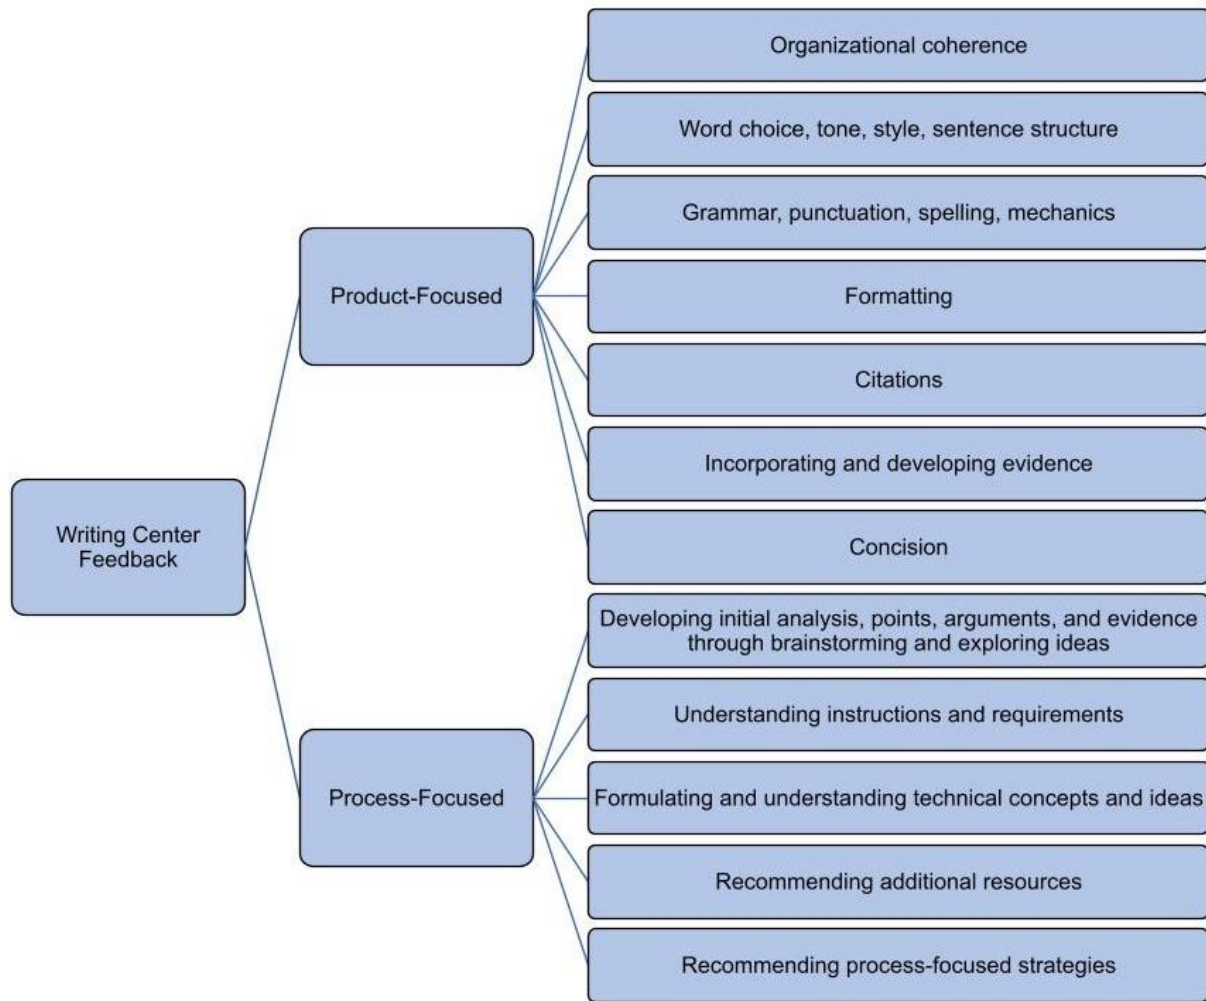 Organizational coherence
Word choice, tone, style, sentence structure
Grammar, punctuation, spelling, mechanics
Product-Focused
Formatting
Citations
Incorporating and developing evidence
Writing Center
Feedback
Concision
Developing initial analysis, points, arguments, and evidence
through brainstorming and exploring ideas
Understanding instructions and requirements
Process-Focused
Formulating and understanding technical concepts and ideas
Recommending additional resources
Recommending process-focused strategies